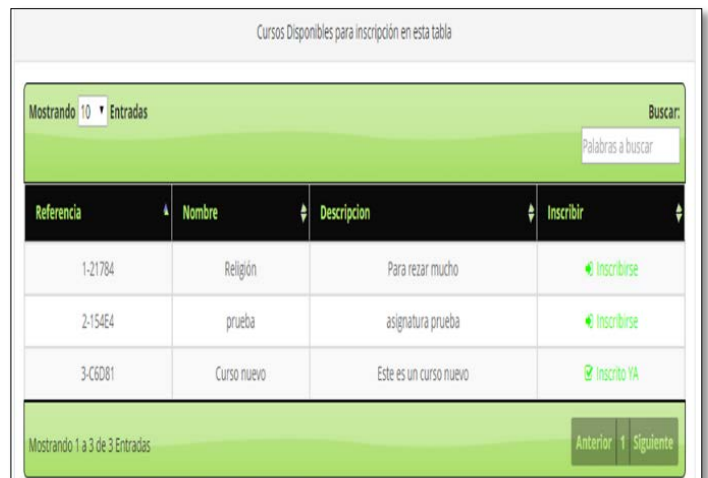 Cursos Disponibles para inscripción en esta tabla
Mostrando 10 Entradas
Buscar:
Palabras a buscar
Referencia Nombre Descripcion Inscribir
1-21784 Religión Para rezar mucho Inscribirse
2-154E4 prueba asignatura prueba Inscribirse
3-C6D81 Curso nuevo Este es un curso nuevo Inscrito YA
Mostrando 1 a 3 de 3 Entradas
Anterior 1 Siguiente